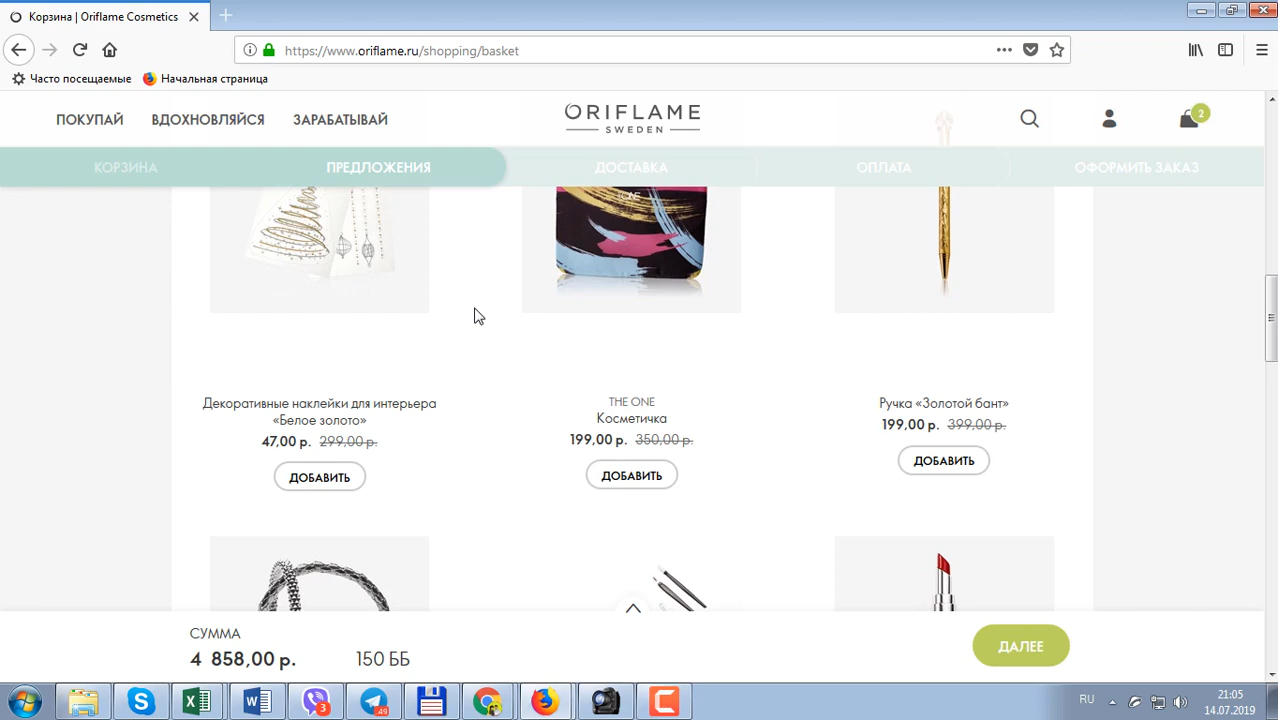 Корзина | Oriflame Cosmetics
https://www.oriflame.ru/shopping/basket
Часто посещаемые
Начальная страница
ПОКУПАЙ
ВДОХНОВЛЯЙСЯ
ЗАРАБАТЫВАЙ
ORIFLAME
SWEDEN
2
КОРЗИНА
ПРЕДЛОЖЕНИЯ
ДОСТАВКА
ОПЛАТА
ОФОРМИТЬ ЗАКАЗ
Декоративные наклейки для интерьера
«Белое золото»
47,00 р. 299,00 р.
ДОБАВИТЬ
THE ONE
Косметичка
199,00 р. 350,00 р.
ДОБАВИТЬ
Ручка «Золотой бант»
199,00 р. 399,00 р.
ДОБАВИТЬ
СУММА
4 858,00 р. 150 ББ
ДАЛЕЕ
3
49
RU
21:05
14.07.2019